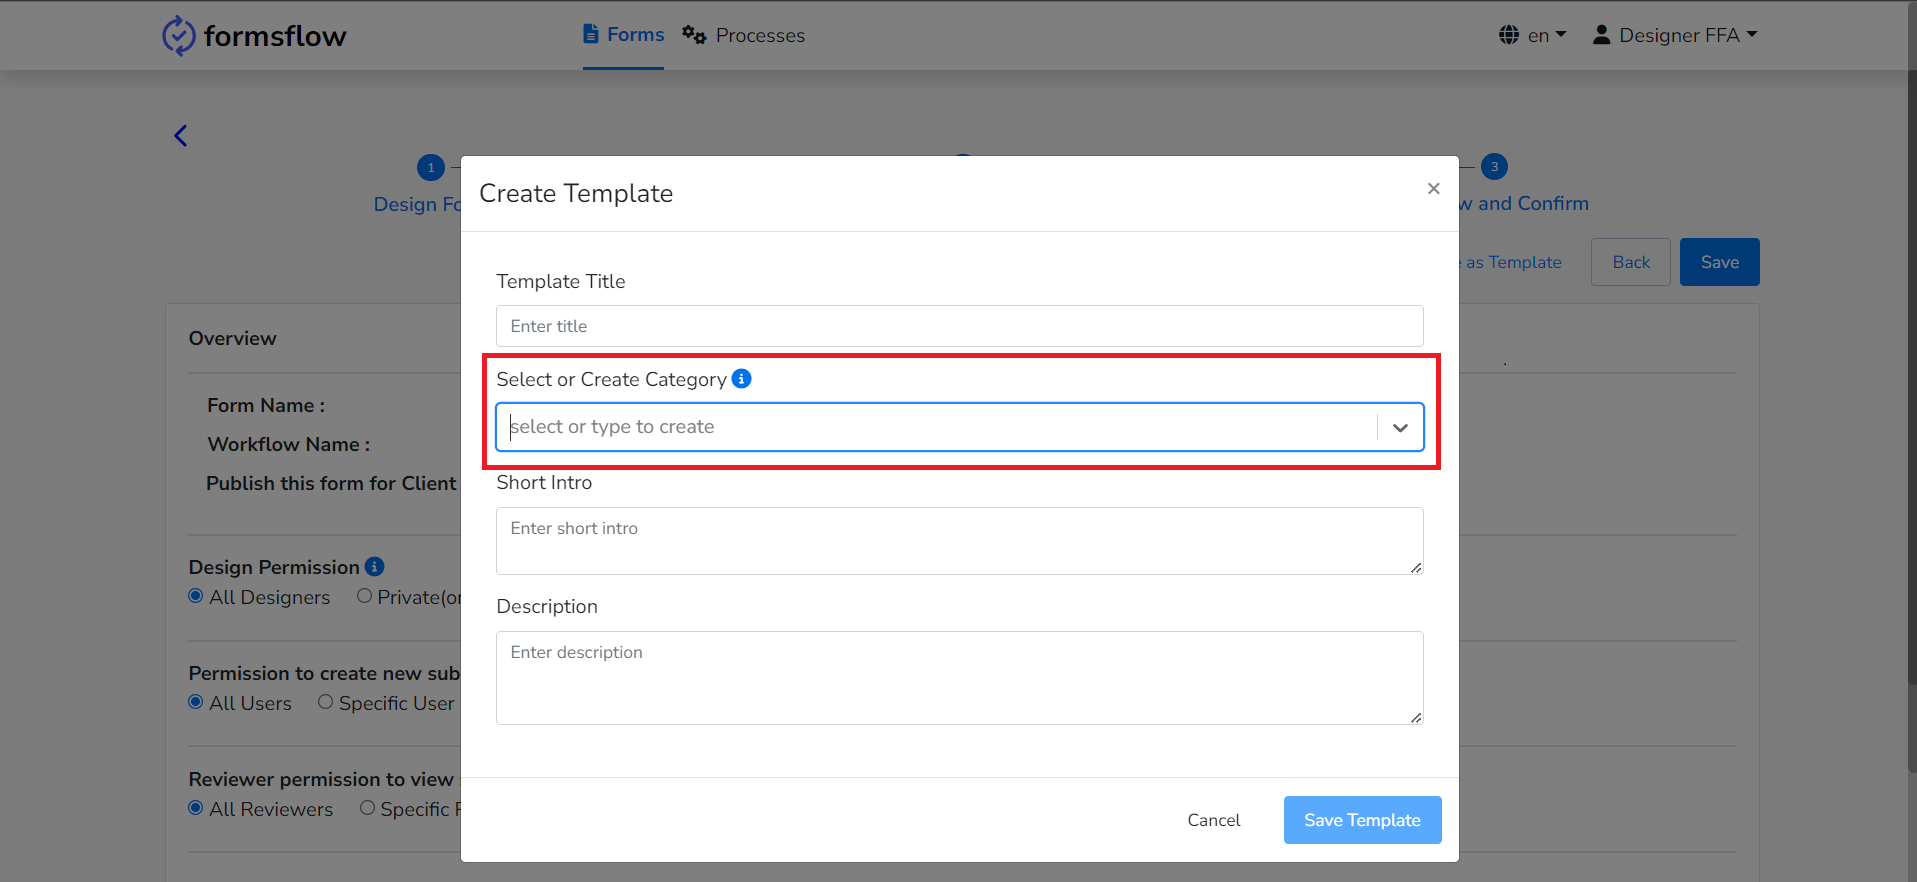 formsflow
Forms
Processes
en
Designer FFA
1
3
Design Fo
w and Confirm
as Template
Back
Save
Create Template
×
Template Title
Enter title
Select or Create Category
select or type to create
Short Intro
Enter short intro
Description
Enter description
Cancel
Save Template
Overview
.
Form Name :
Workflow Name :
Publish this form for Client
Design Permission
All Designers
Private(or
Permission to create new sub
All Users
Specific User
Reviewer permission to view
All Reviewers
Specific